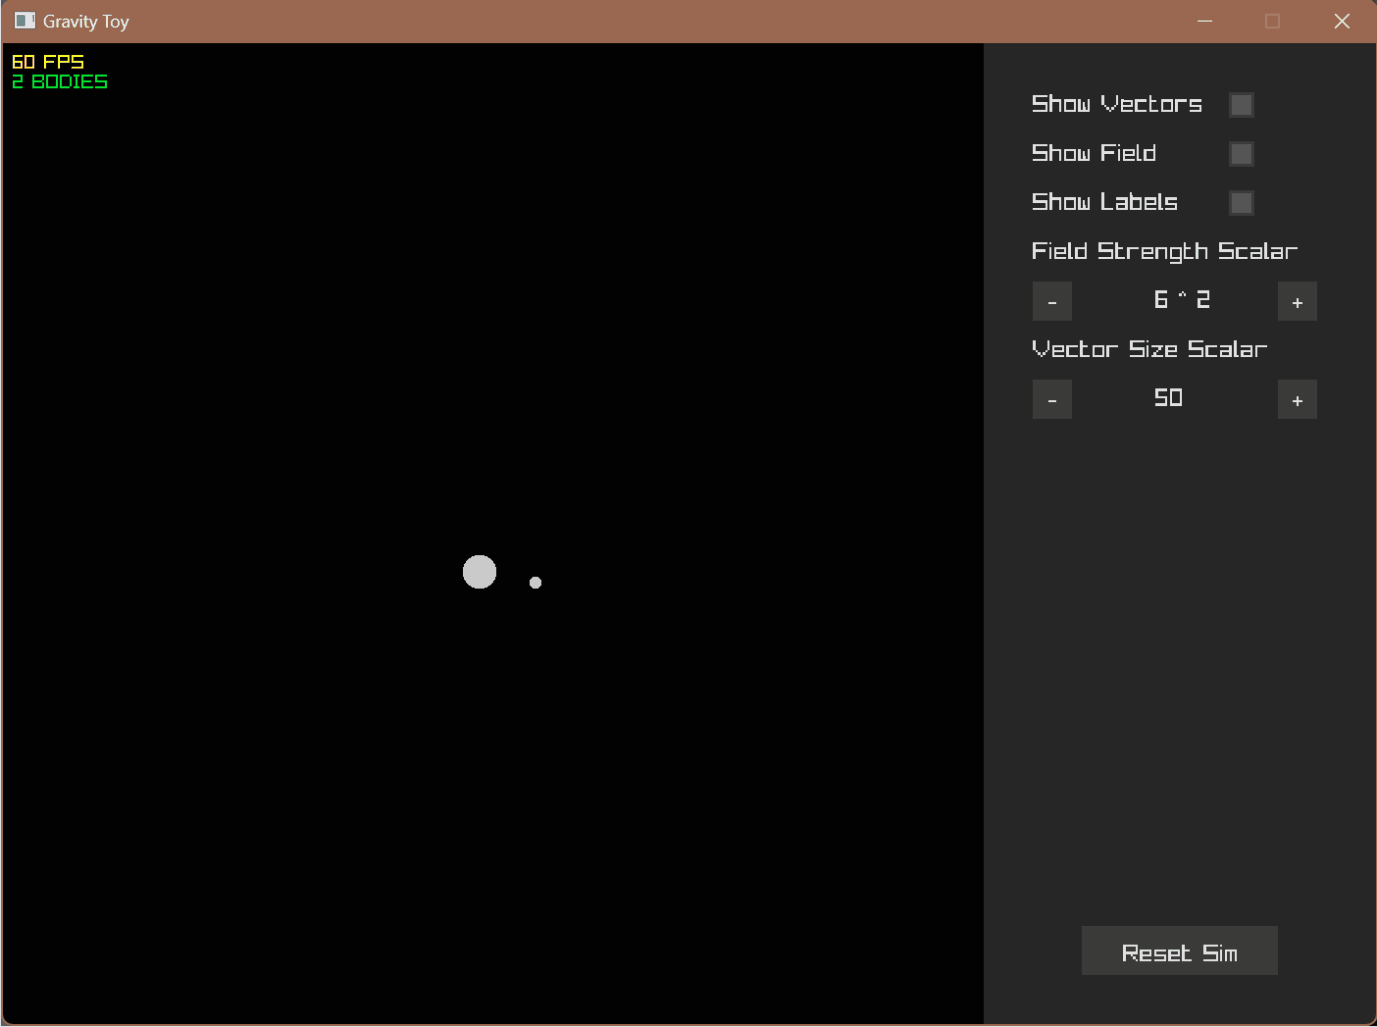 Gravity Toy
60 FPS
2 BODIES
Show Vectors
Show Field
Show Labels
Field Strength Scalar
- 6 ^ 2 +
Vector Size Scalar
- 50 +
Reset Sim